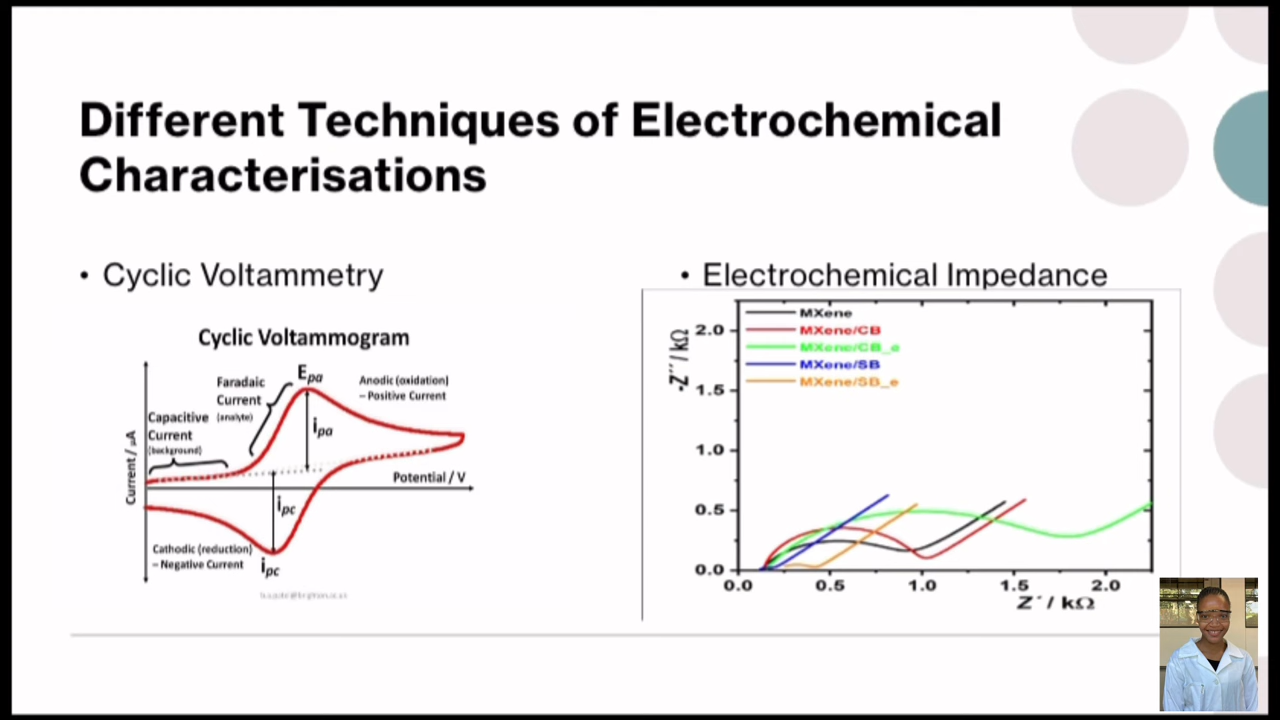 Different Techniques of Electrochemical
Characterisations
• Cyclic Voltammetry
Cyclic Voltammogram
Epa
Faradaic
Current
(analyte)
Anodic (oxidation)
– Positive Current
Capacitive
Current
(background)
ipa
Current / µA
Potential / V
ipc
Cathodic (reduction)
– Negative Current
ipc
• Electrochemical Impedance
MXene
MXene/CB
MXene/CB_e
MXene/SB
MXene/SB_e
-Z´´/ kΩ
2.0
1.5
1.0
0.5
0.0
0.0 0.5 1.0 1.5 2.0
Z´/ kΩ